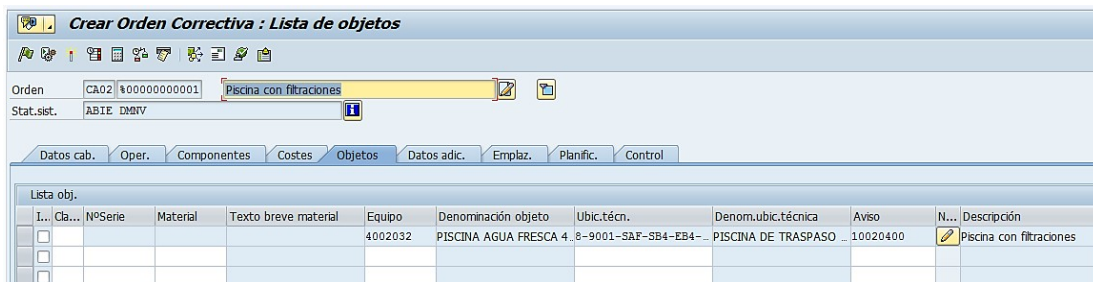 Crear Orden Correctiva : Lista de objetos
Orden CA02 %00000000001 Piscina con filtraciones
Stat.sist. ABIE DMNV
Datos cab. Oper. Componentes Costes Objetos Datos adic. Emplaz. Planific. Control
Lista obj.
I... Cla... NºSerie Material Texto breve material Equipo Denominación objeto Ubic.técn. Denom.ubic.técnica Aviso N... Descripción
4002032 PISCINA AGUA FRESCA 4.. 8-9001-SAF-SB4-EB4-... PISCINA DE TRASPASO ... 10020400 Piscina con filtraciones